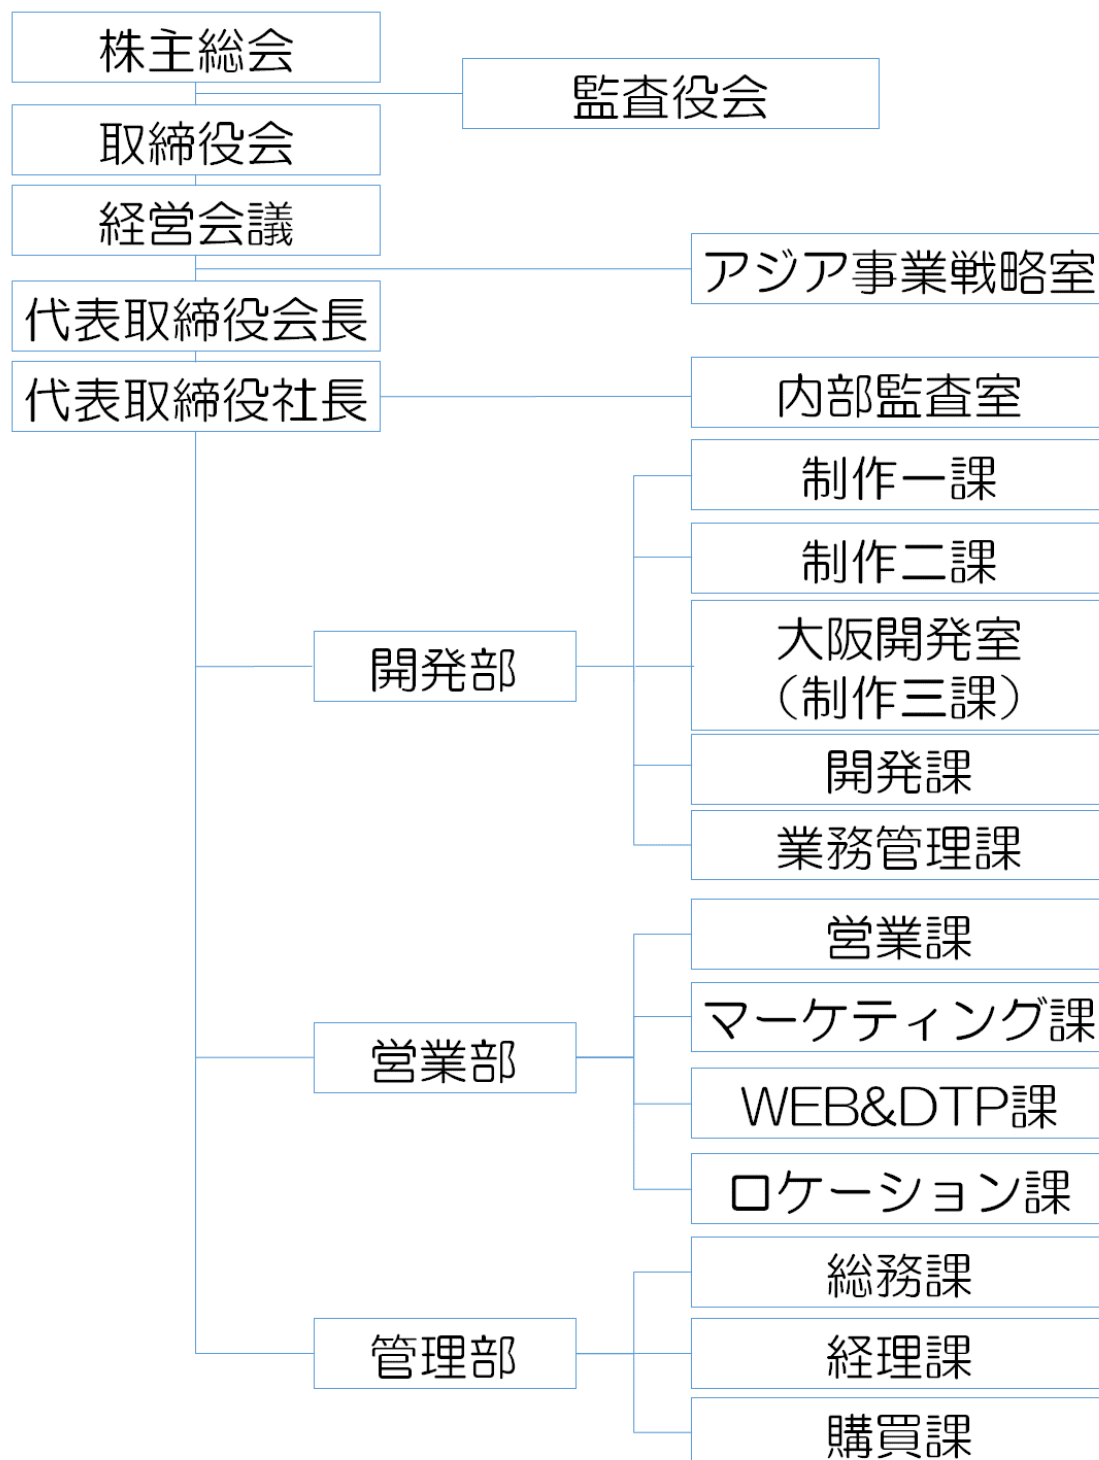 株主総会
監査役会
取締役会
経営会議
アジア事業戦略室
代表取締役会長
代表取締役社長
内部監査室
制作一課
制作二課
大阪開発室
（制作三課）
開発部
開発課
業務管理課
営業課
マーケティング課
営業部
WEB&DTP課
ロケーション課
総務課
管理部
経理課
購買課